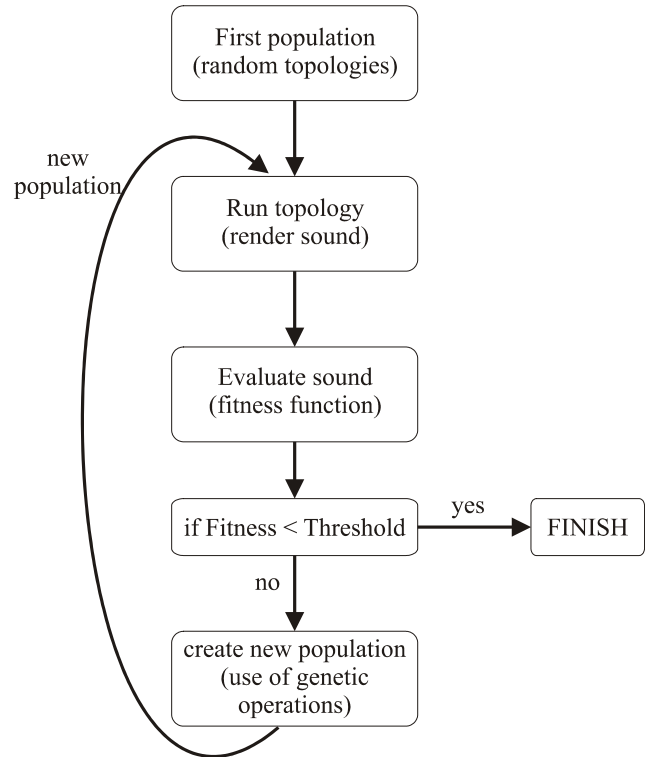 First population
(random topologies)
new
population
Run topology
(render sound)
Evaluate sound
(fitness function)
if Fitness < Threshold
yes
FINISH
no
create new population
(use of genetic
operations)